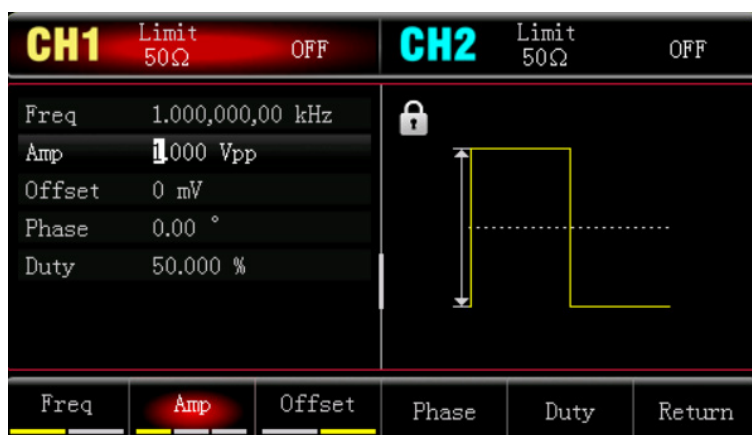 CH1 Limit 50Ω OFF
CH2 Limit 50Ω OFF
Freq 1.000,000,00 kHz
Amp 1.000 Vpp
Offset 0 mV
Phase 0.00 °
Duty 50.000 %
Freq Amp Offset Phase Duty Return